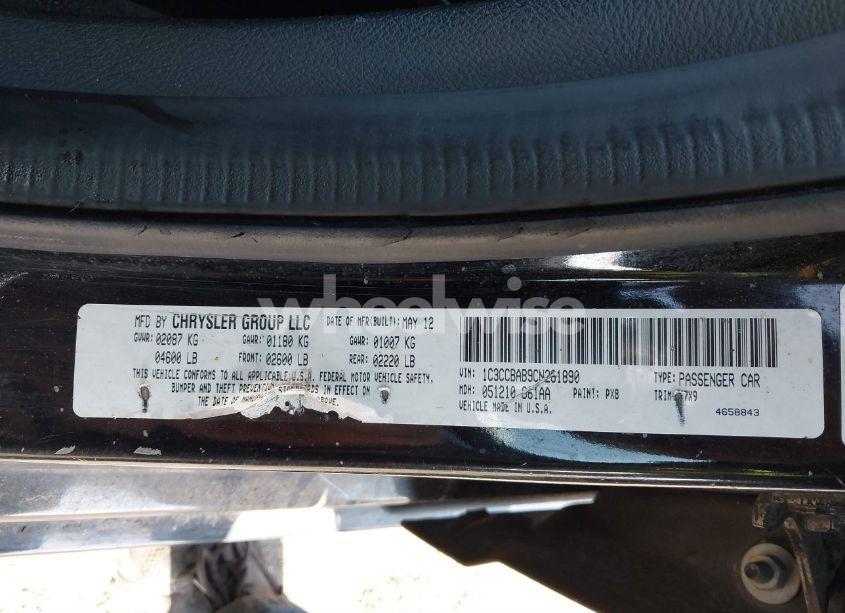 wheelwise
MFD BY CHRYSLER GROUP LLC DATE OF MFR(BUILT): MAY 12
GVWR: 02087 KG GAWR: 01180 KG GAWR: 01007 KG
04600 LB FRONT: 02600 LB REAR: 02220 LB
THIS VEHICLE CONFORMS TO ALL APPLICABLE U.S.A. FEDERAL MOTOR VEHICLE SAFETY,
BUMPER AND THEFT PREVENTION STANDARDS IN EFFECT ON
THE DATE OF ABOVE.
VIN: 1C3CCBAB9CN261890 TYPE: PASSENGER CAR
MDH: 051210 061AA PAINT: PX8 TRIM: 7X9
VEHICLE MADE IN U.S.A. 4658843